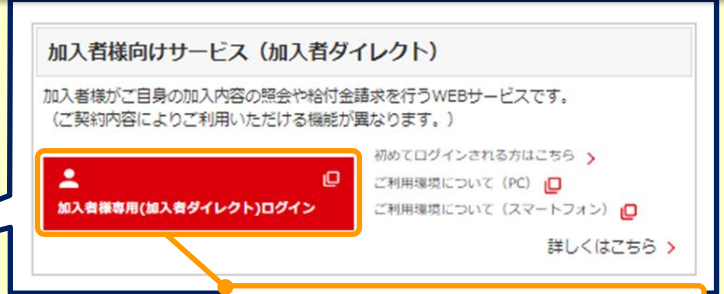 加入者様向けサービス（加入者ダイレクト）
加入者様がご自身の加入内容の照会や給付金請求を行うWEBサービスです。
（ご契約内容によりご利用いただける機能が異なります。）
初めてログインされる方はこちら
加入者様専用(加入者ダイレクト)ログイン
ご利用環境について（PC）
ご利用環境について（スマートフォン）
詳しくはこちら